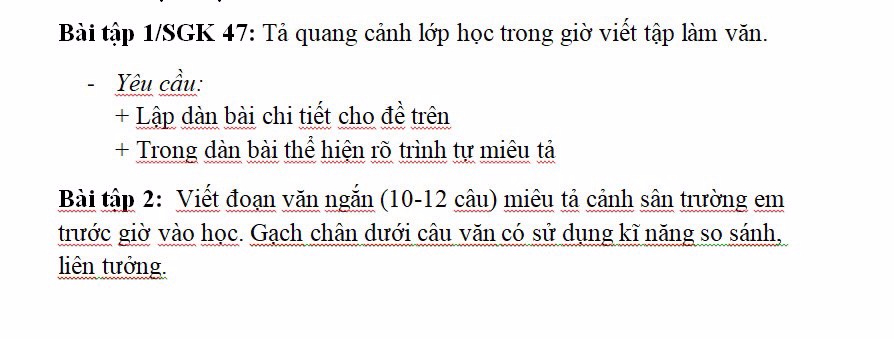 Bài tập 1/SGK 47: Tả quang cảnh lớp học trong giờ viết tập làm văn.
- Yêu cầu:
+ Lập dàn bài chi tiết cho đề trên
+ Trong dàn bài thể hiện rõ trình tự miêu tả
Bài tập 2: Viết đoạn văn ngắn (10-12 câu) miêu tả cảnh sân trường em
trước giờ vào học. Gạch chân dưới câu văn có sử dụng kĩ năng so sánh,
liên tưởng.